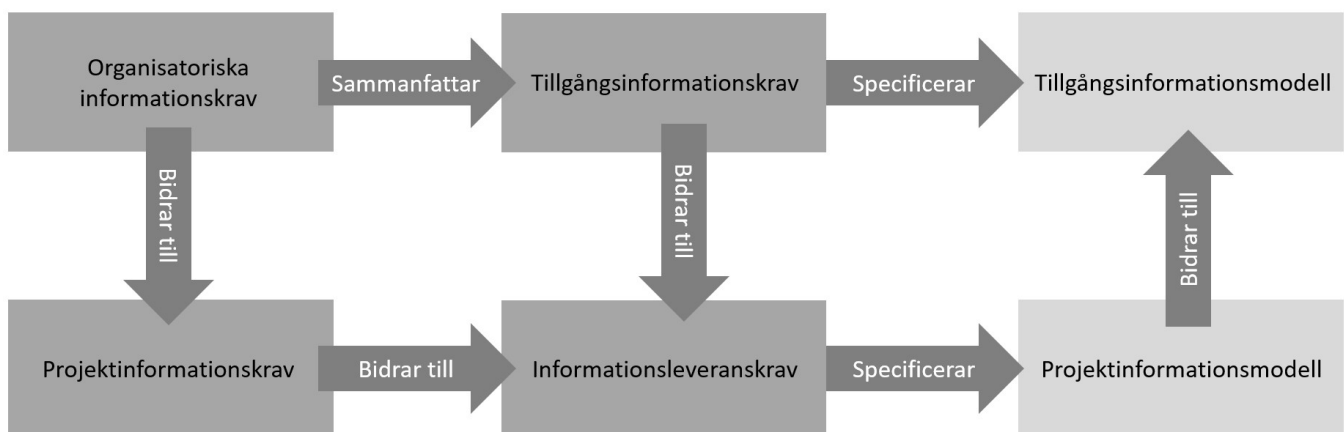 Organisatoriska
informationskrav
Sammanfattar
Tillgångsinformationskrav
Specificerar
Tillgångsinformationsmodell
Bidrar till
Bidrar till
Bidrar till
Projektinformationskrav
Bidrar till
Informationsleveranskrav
Specificerar
Projektinformationsmodell